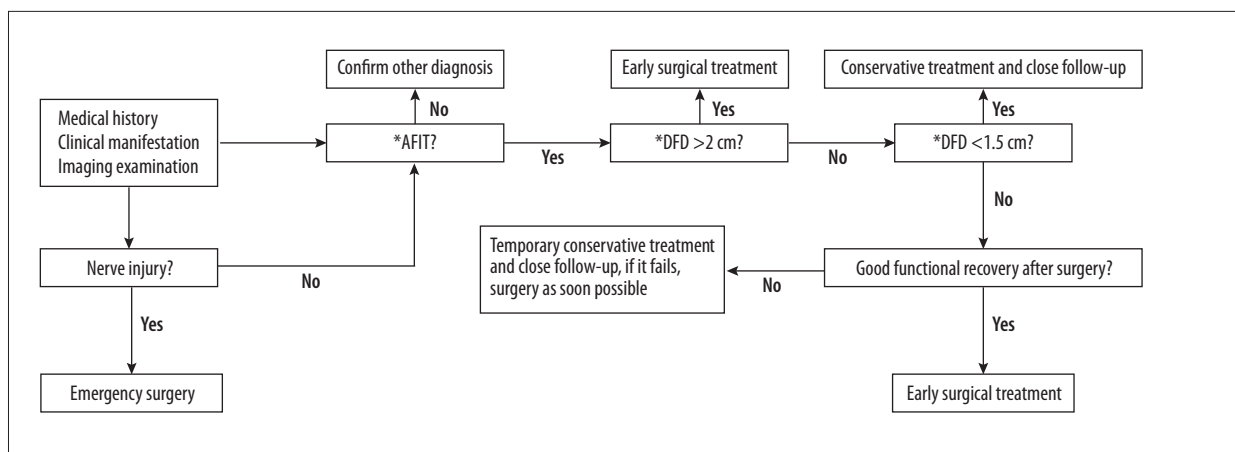 Confirm other diagnosis
Early surgical treatment
Conservative treatment and close follow-up
No
Yes
Yes
Medical history
Clinical manifestation
Imaging examination
*AFIT?
Yes
*DFD >2 cm?
No
*DFD <1.5 cm?
No
Nerve injury?
No
Temporary conservative treatment
and close follow-up, if it fails,
surgery as soon possible
No
Good functional recovery after surgery?
Yes
Yes
Emergency surgery
Early surgical treatment